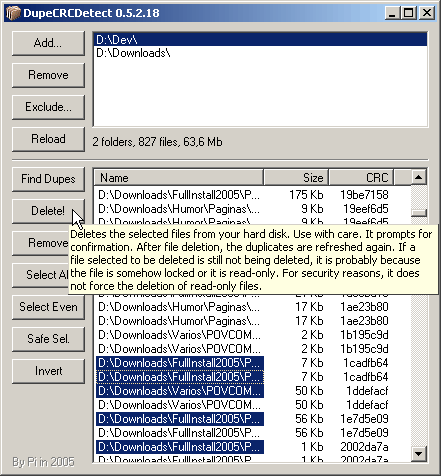 DupeCRCDetect 0.5.2.18
Add...
Remove
Exclude...
Reload
D:\Dev\
D:\Downloads\
2 folders, 827 files, 63,6 Mb
Find Dupes
Delete!
Remove
Select All
Select Even
Safe Sel.
Invert
By Prin 2005
Name Size CRC
D:\Downloads\FullInstall2005\P... 175 Kb 19be7158
D:\Downloads\Humor\Paginas\... 9 Kb 19eef6d5
D:\Downloads\Humor\Paginas\... 9 Kb 19eef6d5
Deletes the selected files from your hard disk. Use with care. It prompts for
confirmation. After file deletion, the duplicates are refreshed again. If a
file selected to be deleted is still not being deleted, it is probably because
the file is somehow locked or it is read-only. For security reasons, it does
not force the deletion of read-only files.
D:\Downloads\Humor\Paginas\... 17 Kb 1ae23b80
D:\Downloads\Humor\Paginas\... 17 Kb 1ae23b80
D:\Downloads\Varios\POVCOM... 2 Kb 1b195c9d
D:\Downloads\Varios\POVCOM... 2 Kb 1b195c9d
D:\Downloads\FullInstall2005\P... 7 Kb 1cadfb64
D:\Downloads\FullInstall2005\P... 7 Kb 1cadfb64
D:\Downloads\Varios\POVCOM... 50 Kb 1ddefacf
D:\Downloads\Varios\POVCOM... 50 Kb 1ddefacf
D:\Downloads\FullInstall2005\P... 56 Kb 1e7d5e09
D:\Downloads\FullInstall2005\P... 56 Kb 1e7d5e09
D:\Downloads\FullInstall2005\P... 1 Kb 2002da7a
D:\Downloads\FullInstall2005\P... 1 Kb 2002da7a